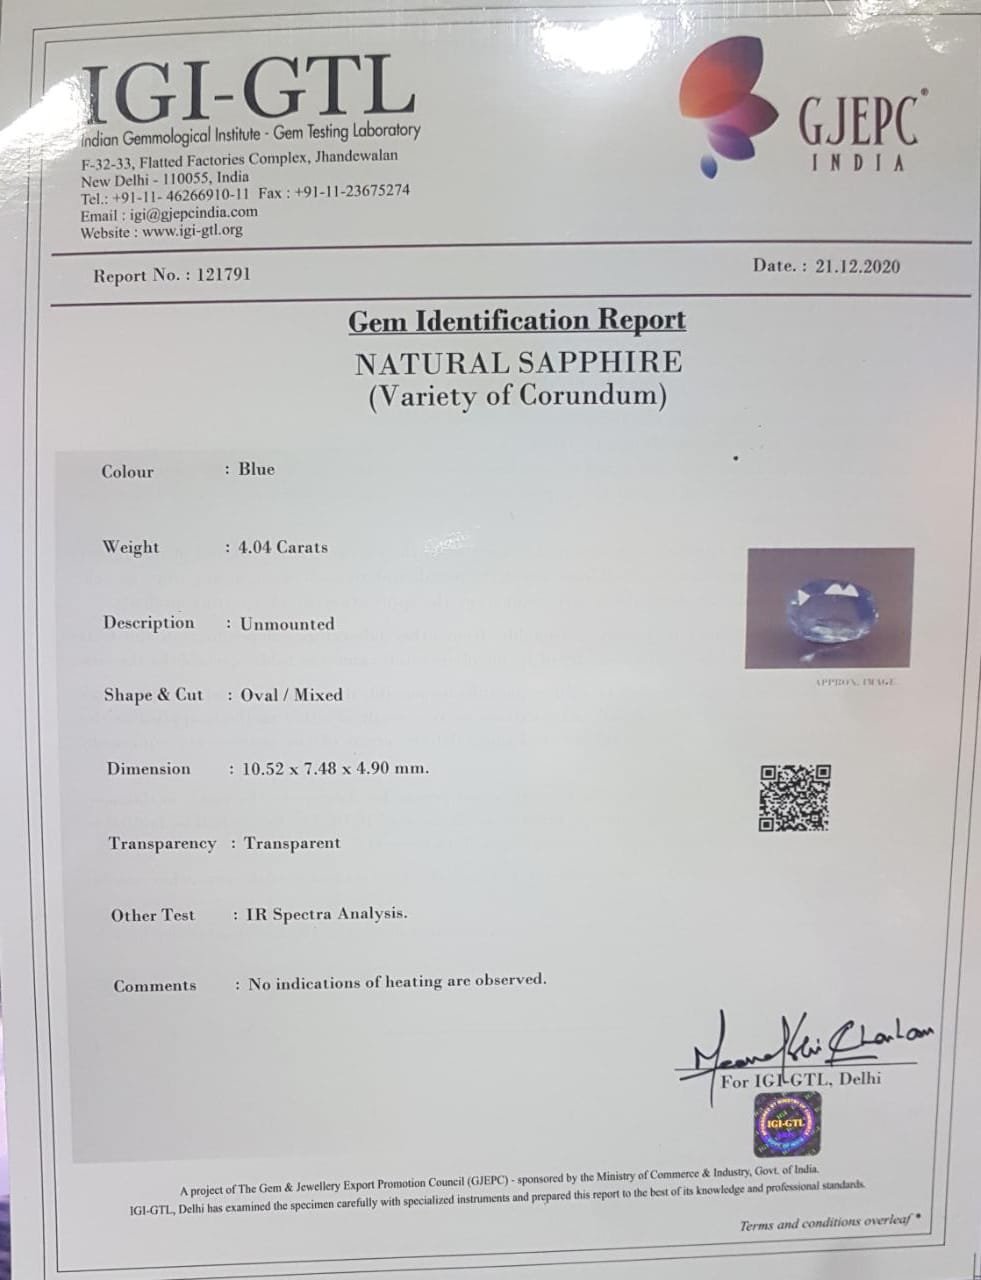 IGI-GTL
Indian Gemmological Institute - Gem Testing Laboratory
F-32-33, Flatted Factories Complex, Jhandewalan
New Delhi - 110055, India
Tel.: +91-11- 46266910-11 Fax : +91-11-23675274
Email : igi@gjepcindia.com
Website : www.igi-gtl.org
GJEPC®
INDIA
Report No. : 121791
Date. : 21.12.2020
Gem Identification Report
NATURAL SAPPHIRE
(Variety of Corundum)
Colour : Blue
Weight : 4.04 Carats
Description : Unmounted
Shape & Cut : Oval / Mixed
Dimension : 10.52 x 7.48 x 4.90 mm.
Transparency : Transparent
Other Test : IR Spectra Analysis.
Comments : No indications of heating are observed.
APPROX. IMAGE
For IGI-GTL, Delhi
IGI-GTL
A project of The Gem & Jewellery Export Promotion Council (GJEPC) - sponsored by the Ministry of Commerce & Industry, Govt. of India.
IGI-GTL, Delhi has examined the specimen carefully with specialized instruments and prepared this report to the best of its knowledge and professional standards.
Terms and conditions overleaf *